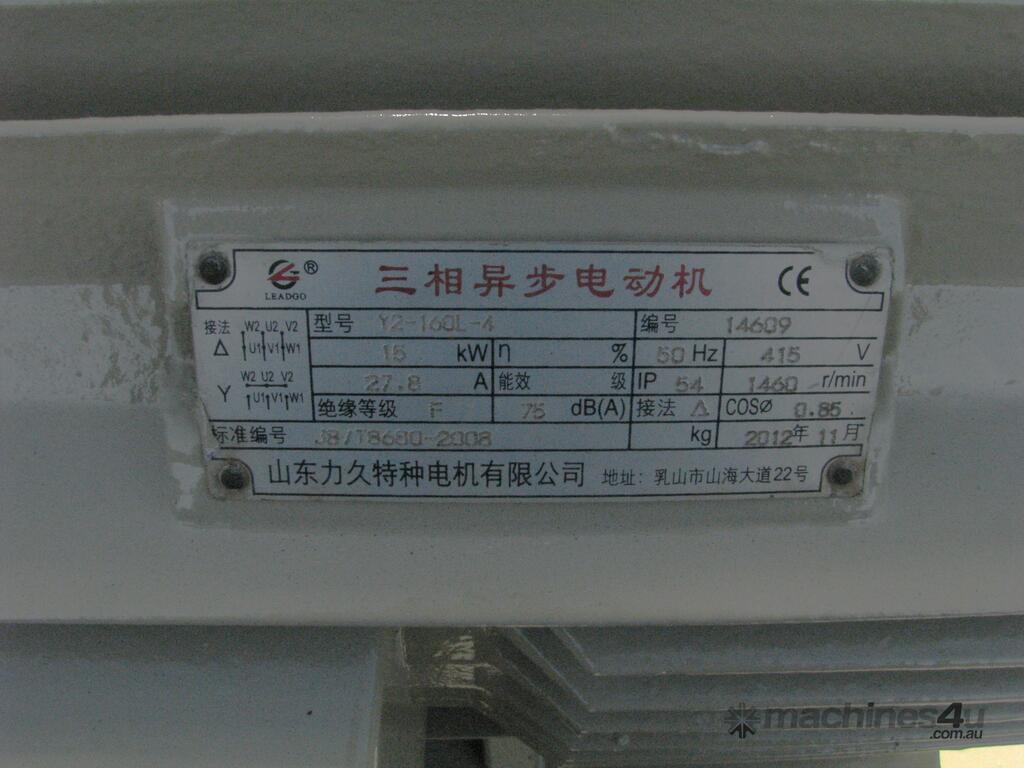 LEADGO ® 三相异步电动机 CE
接法 △ W2 U2 V2 U1 V1 W1
Y W2 U2 V2 U1 V1 W1
型号 Y2-160L-4 编号 14609
15 kW η % 50 Hz 415 V
27.8 A 能效 级 IP 54 1460 r/min
绝缘等级 F 75 dB(A) 接法 △ COSØ 0.85
标准编号 JB/T8680-2008 kg 2012年 11月
山东力久特种电机有限公司 地址: 乳山市山海大道22号
machines4u
.com.au